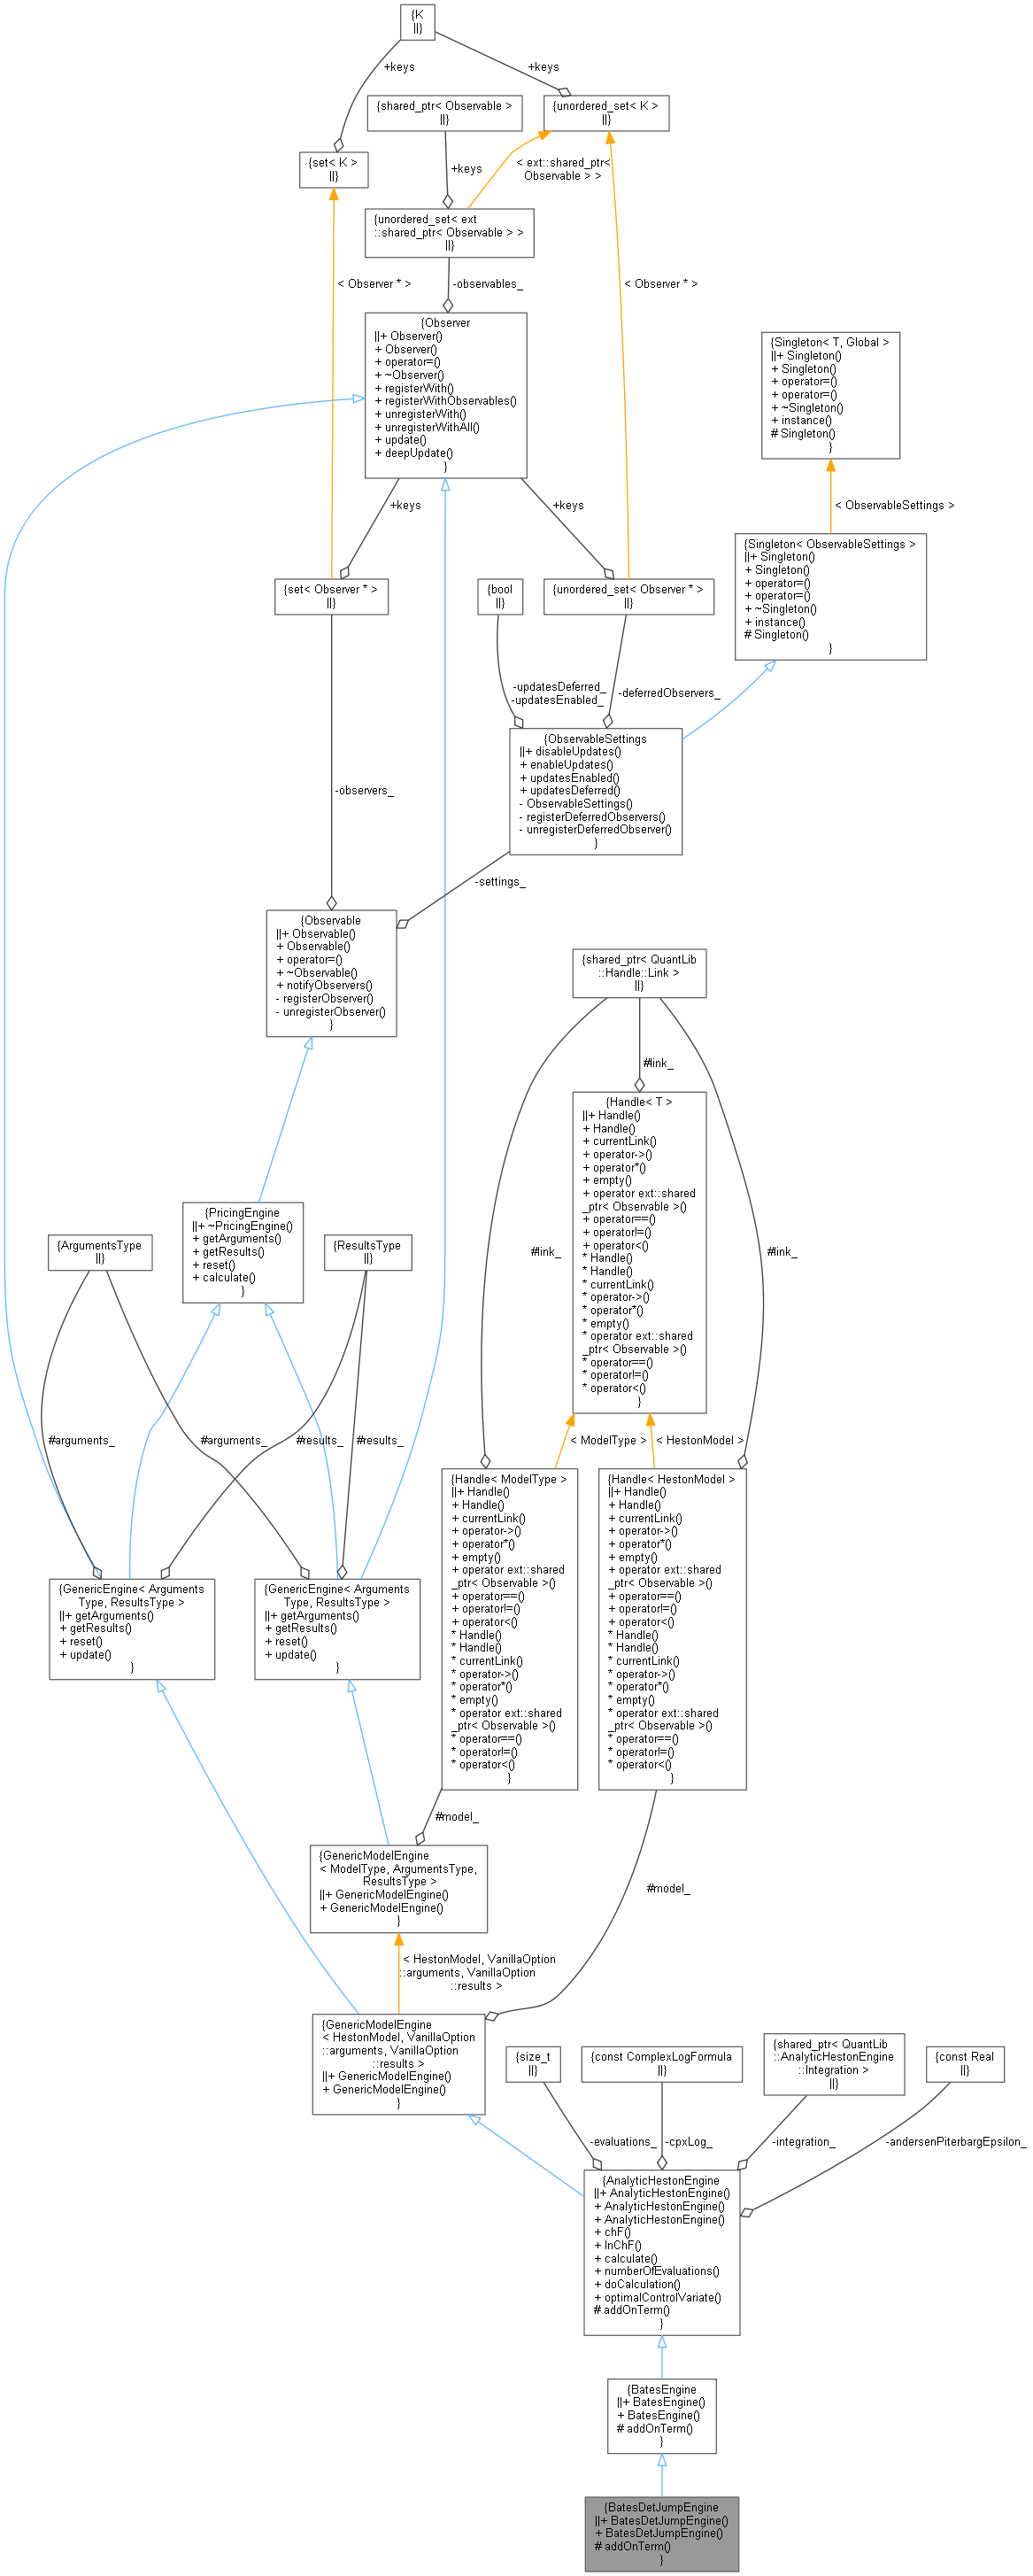 {K
||}
+keys
+keys
{shared_ptr< Observable >
||}
{unordered_set< K >
||}
{set< K >
||}
+keys
< ext::shared_ptr<
Observable > >
{unordered_set< ext
::shared_ptr< Observable > >
||}
< Observer * >
-observables_
< Observer * >
{Observer
||+ Observer()
+ Observer()
+ operator=()
+ ~Observer()
+ registerWith()
+ registerWithObservables()
+ unregisterWith()
+ unregisterWithAll()
+ update()
+ deepUpdate()
}
{Singleton< T, Global >
||+ Singleton()
+ Singleton()
+ operator=()
+ operator=()
+ ~Singleton()
+ instance()
# Singleton()
}
+keys
+keys
< ObservableSettings >
{Singleton< ObservableSettings >
||+ Singleton()
+ Singleton()
+ operator=()
+ operator=()
+ ~Singleton()
+ instance()
# Singleton()
}
{set< Observer * >
||}
{bool
||}
{unordered_set< Observer * >
||}
-updatesDeferred_
-updatesEnabled_
-deferredObservers_
{ObservableSettings
||+ disableUpdates()
+ enableUpdates()
+ updatesEnabled()
+ updatesDeferred()
- ObservableSettings()
- registerDeferredObservers()
- unregisterDeferredObserver()
}
-observers_
-settings_
{Observable
||+ Observable()
+ Observable()
+ operator=()
+ ~Observable()
+ notifyObservers()
- registerObserver()
- unregisterObserver()
}
{shared_ptr< QuantLib
::Handle::Link >
||}
#link_
{Handle< T >
||+ Handle()
+ Handle()
+ currentLink()
+ operator->()
+ operator*()
+ empty()
+ operator ext::shared
_ptr< Observable >()
+ operator==()
+ operator!=()
+ operator<()
* Handle()
* Handle()
* currentLink()
* operator->()
* operator*()
* empty()
* operator ext::shared
_ptr< Observable >()
* operator==()
* operator!=()
* operator<()
}
{PricingEngine
||+ ~PricingEngine()
+ getArguments()
+ getResults()
+ reset()
+ calculate()
}
{ArgumentsType
||}
{ResultsType
||}
#link_
#link_
#arguments_
#arguments_
#results_
#results_
< ModelType >
< HestonModel >
{Handle< ModelType >
||+ Handle()
+ Handle()
+ currentLink()
+ operator->()
+ operator*()
+ empty()
+ operator ext::shared
_ptr< Observable >()
+ operator==()
+ operator!=()
+ operator<()
* Handle()
* Handle()
* currentLink()
* operator->()
* operator*()
* empty()
* operator ext::shared
_ptr< Observable >()
* operator==()
* operator!=()
* operator<()
}
{Handle< HestonModel >
||+ Handle()
+ Handle()
+ currentLink()
+ operator->()
+ operator*()
+ empty()
+ operator ext::shared
_ptr< Observable >()
+ operator==()
+ operator!=()
+ operator<()
* Handle()
* Handle()
* currentLink()
* operator->()
* operator*()
* empty()
* operator ext::shared
_ptr< Observable >()
* operator==()
* operator!=()
* operator<()
}
{GenericEngine< Arguments
Type, ResultsType >
||+ getArguments()
+ getResults()
+ reset()
+ update()
}
{GenericEngine< Arguments
Type, ResultsType >
||+ getArguments()
+ getResults()
+ reset()
+ update()
}
#model_
{GenericModelEngine
< ModelType, ArgumentsType,
ResultsType >
||+ GenericModelEngine()
+ GenericModelEngine()
}
#model_
< HestonModel, VanillaOption
::arguments, VanillaOption
::results >
{GenericModelEngine
< HestonModel, VanillaOption
::arguments, VanillaOption
::results >
||+ GenericModelEngine()
+ GenericModelEngine()
}
{size_t
||}
{const ComplexLogFormula
||}
{shared_ptr< QuantLib
::AnalyticHestonEngine
::Integration >
||}
{const Real
||}
-evaluations_
-cpxLog_
-integration_
-andersenPiterbargEpsilon_
{AnalyticHestonEngine
||+ AnalyticHestonEngine()
+ AnalyticHestonEngine()
+ AnalyticHestonEngine()
+ chF()
+ lnChF()
+ calculate()
+ numberOfEvaluations()
+ doCalculation()
+ optimalControlVariate()
# addOnTerm()
}
{BatesEngine
||+ BatesEngine()
+ BatesEngine()
# addOnTerm()
}
{BatesDetJumpEngine
||+ BatesDetJumpEngine()
+ BatesDetJumpEngine()
# addOnTerm()
}